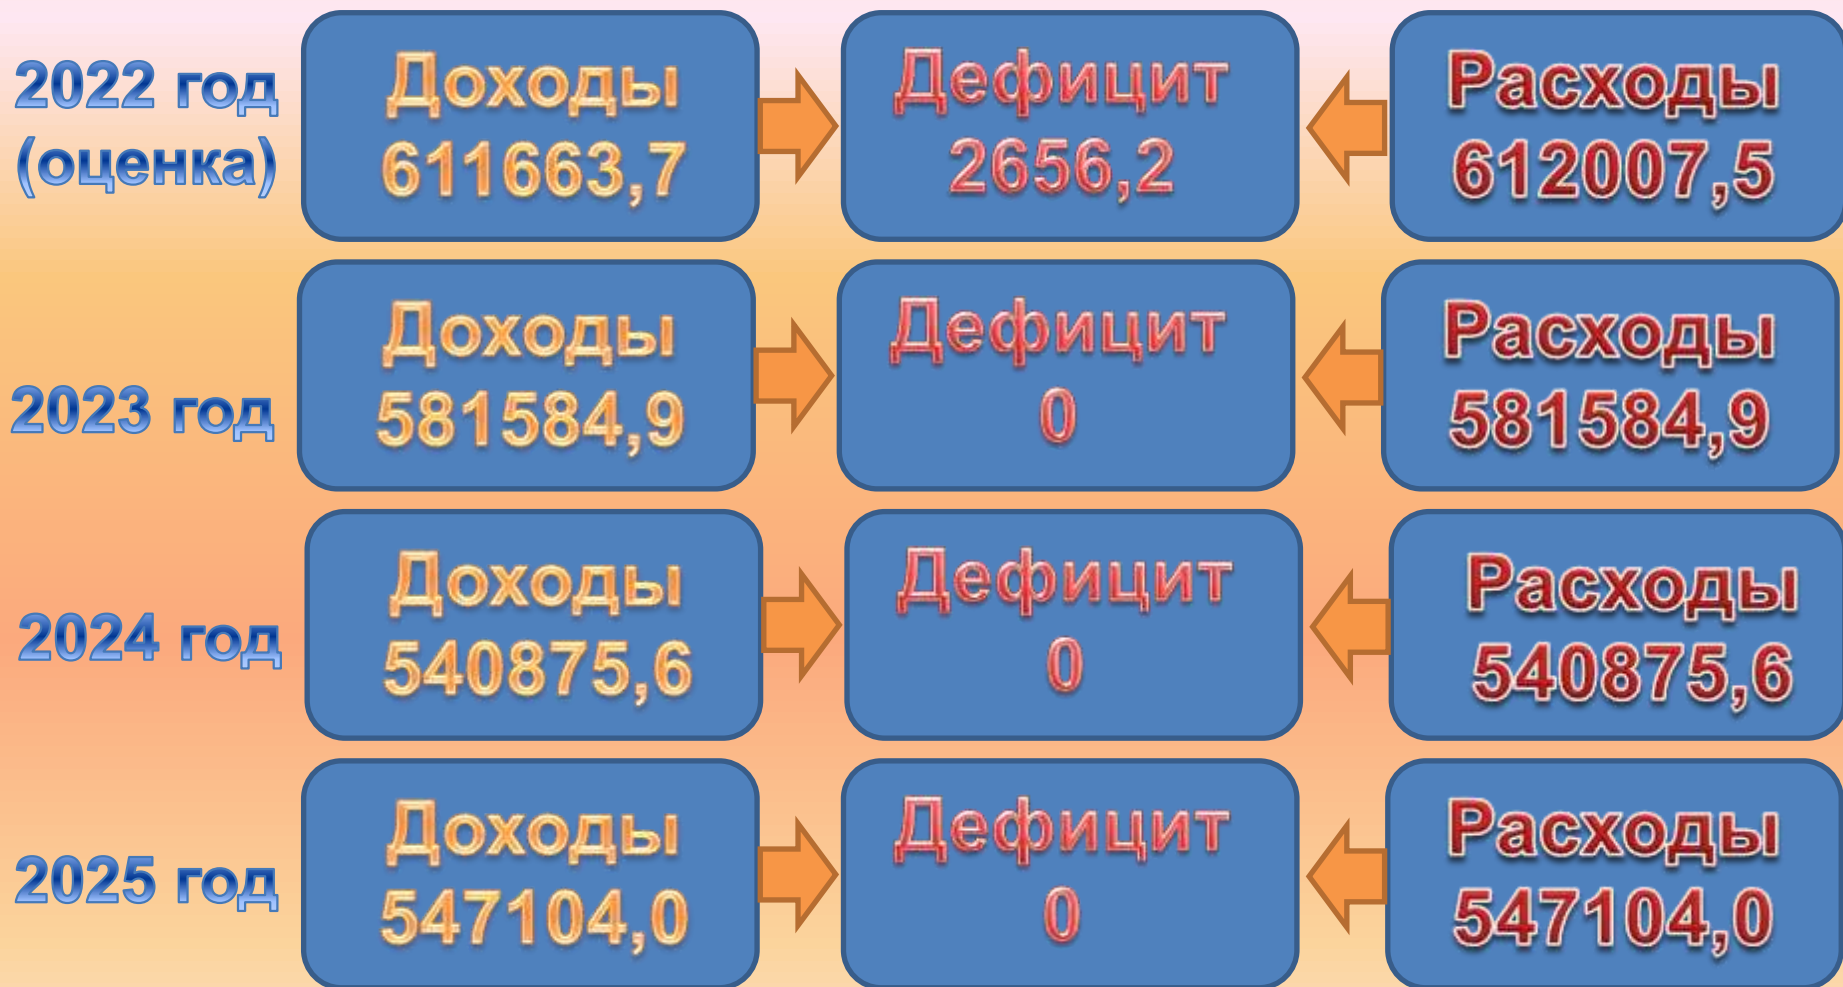 2022 год
(оценка)
Доходы
611663,7
Дефицит
2656,2
Расходы
612007,5
2023 год
Доходы
581584,9
Дефицит
0
Расходы
581584,9
2024 год
Доходы
540875,6
Дефицит
0
Расходы
540875,6
2025 год
Доходы
547104,0
Дефицит
0
Расходы
547104,0